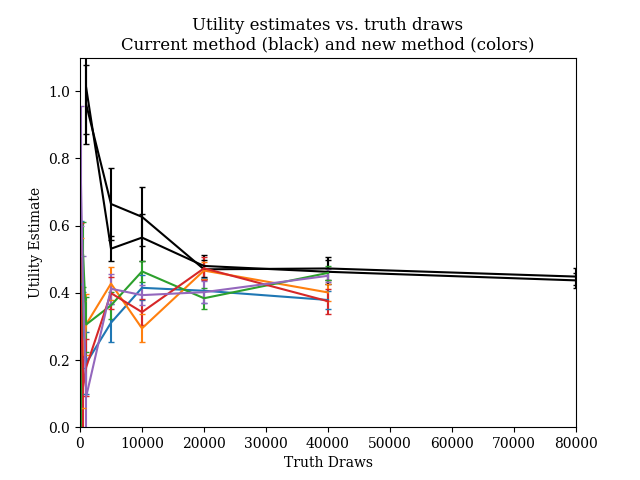 Utility estimates vs. truth draws
Current method (black) and new method (colors)
1.0
0.8
0.6
0.4
0.2
0.0
Utility Estimate
0 10000 20000 30000 40000 50000 60000 70000 80000
Truth Draws